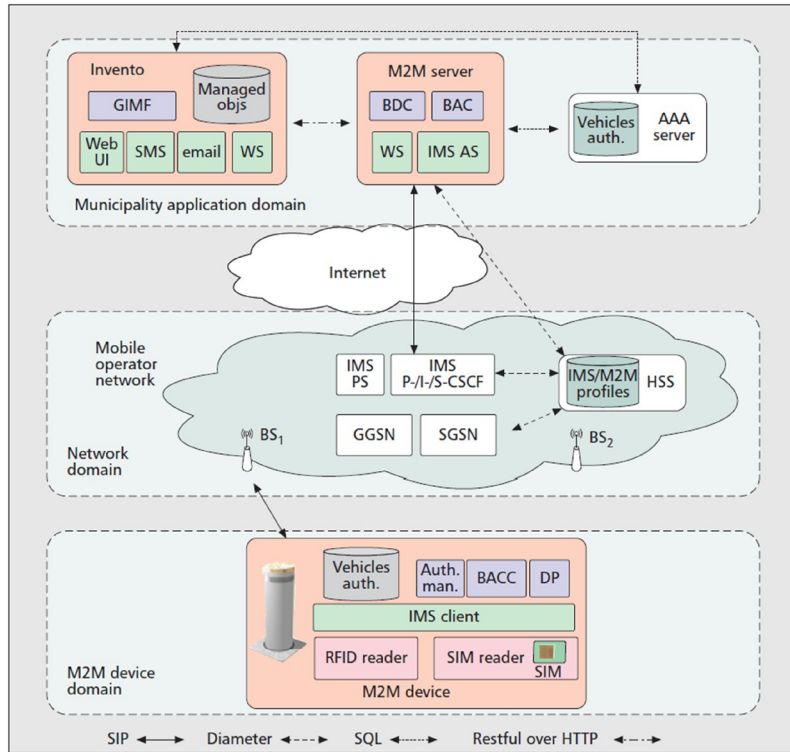 Invento
GIMF
Managed
objs
Web
UI
SMS
email
WS
M2M server
BDC
BAC
WS
IMS AS
Vehicles
auth.
AAA
server
Municipality application domain
Internet
Mobile
operator
network
IMS
PS
IMS
P-/I-/S-CSCF
IMS/M2M
profiles
HSS
GGSN
SGSN
BS1
BS2
Network
domain
Vehicles
auth.
Auth.
man.
BACC
DP
IMS client
RFID reader
SIM reader
SIM
M2M device
M2M device
domain
SIP
Diameter
SQL
Restful over HTTP